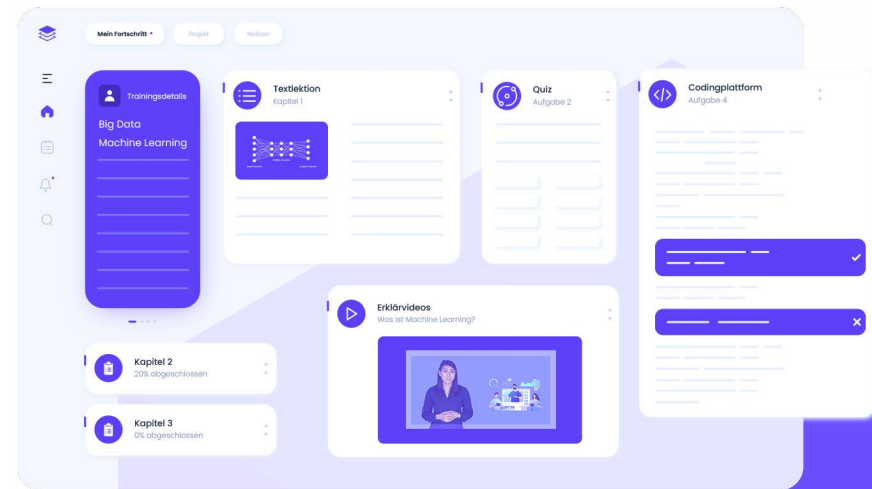 Mein Fortschritt
Projekt
Notizen
Trainingsdetails
Big Data
Machine Learning
Textlektion
Kapitel 1
Quiz
Aufgabe 2
Codingplattform
Aufgabe 4
Erklärvideos
Was ist Machine Learning?
Kapitel 2
20% abgeschlossen
Kapitel 3
0% abgeschlossen